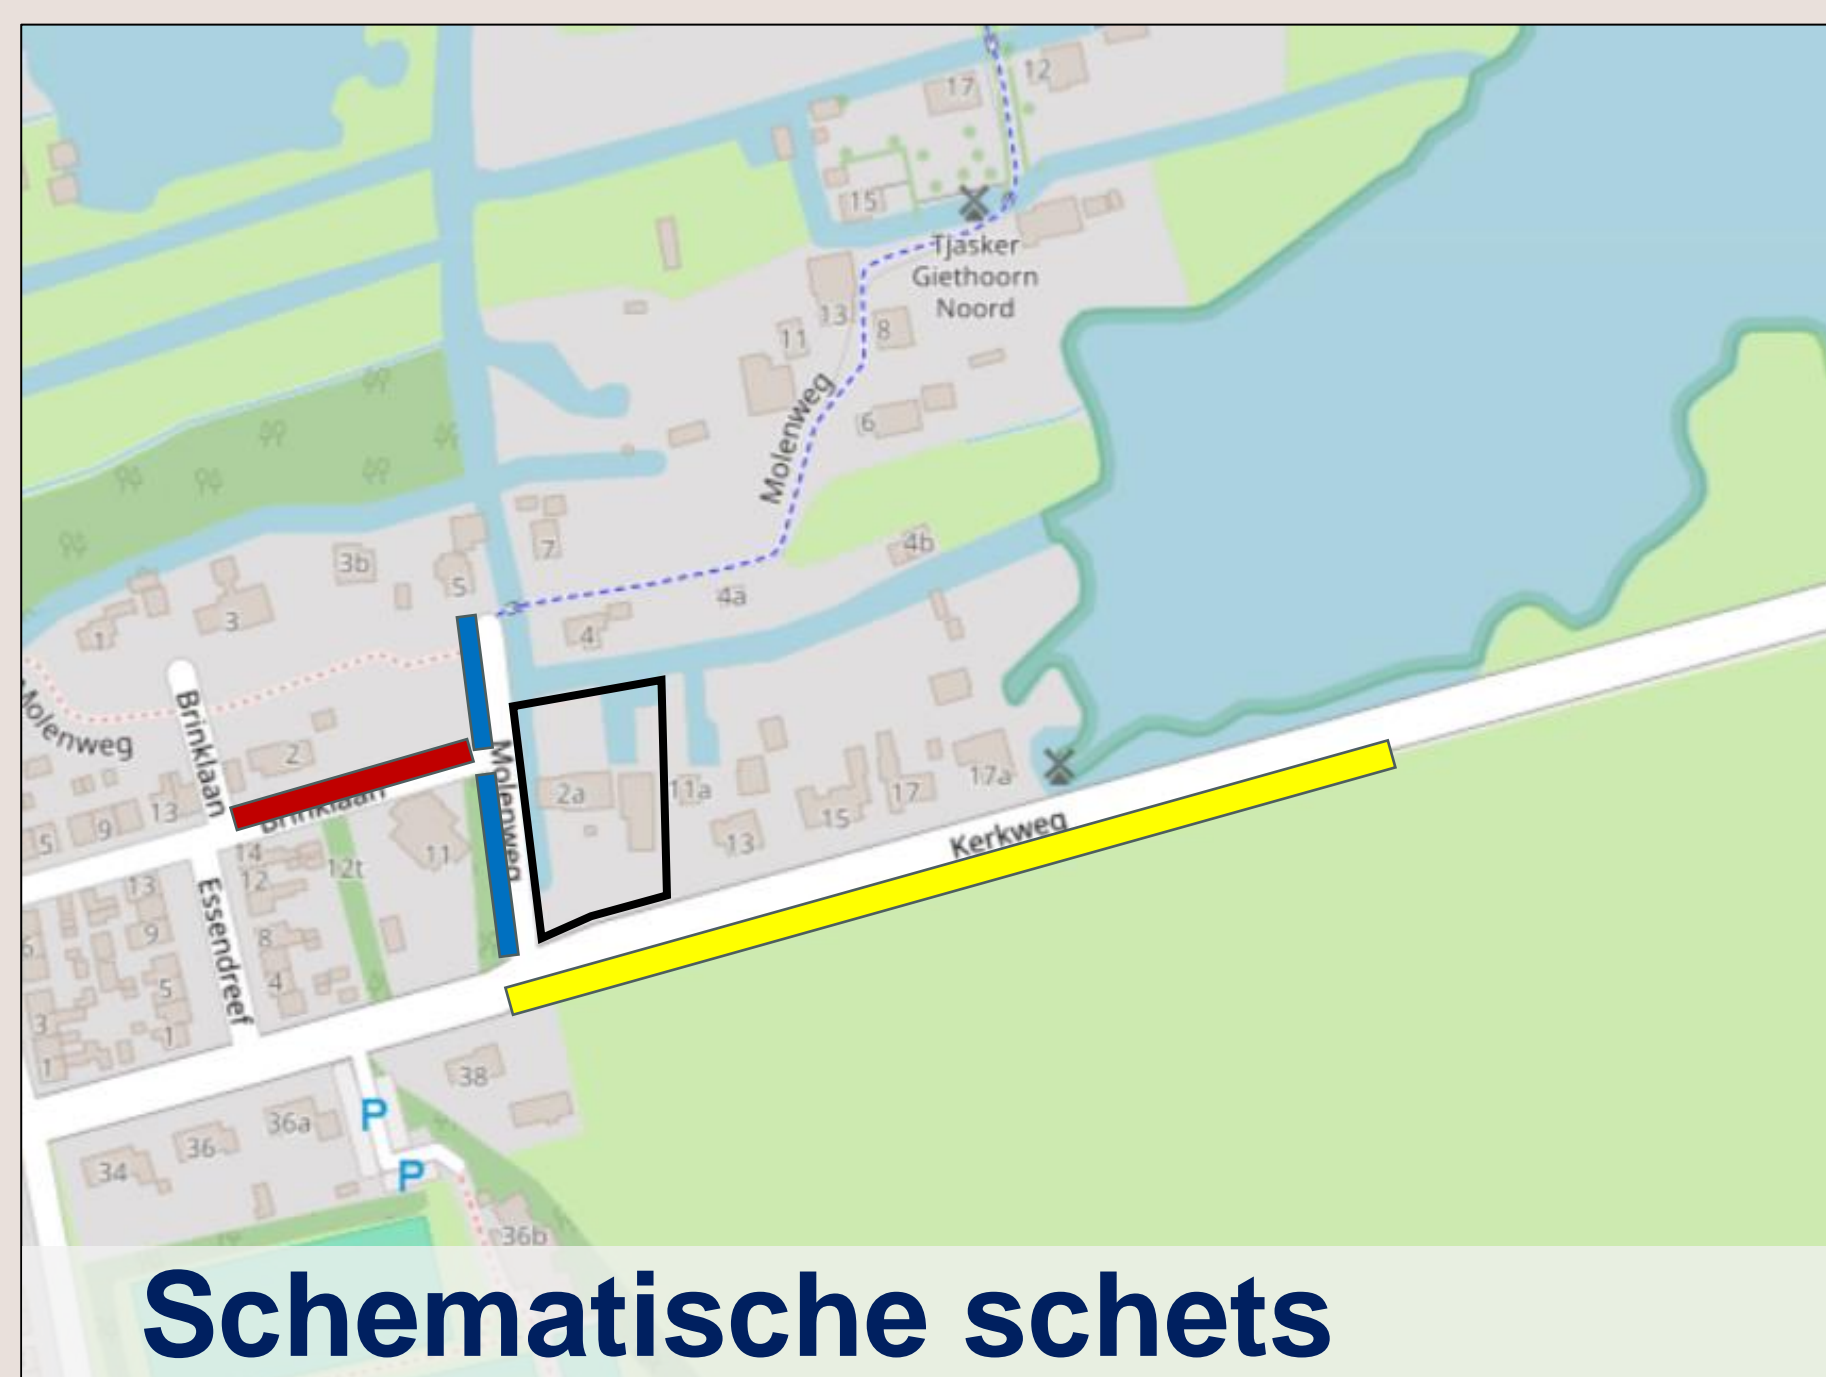 17
12
15
Tjasker
Giethoorn
Noord
13
11
8
Molenweg
6
7
4b
3b
5
4a
3
1
4
Brinklaan
Molenweg
2
Molenweg
2a
11a
17a
17
13
15
13
5
9
Brinklaan
Kerkweg
14
12t
11
12
13
Essendreef
9
8
4
5
3
1
1
38
P
36a
36
P
34
36b
Schematische schets